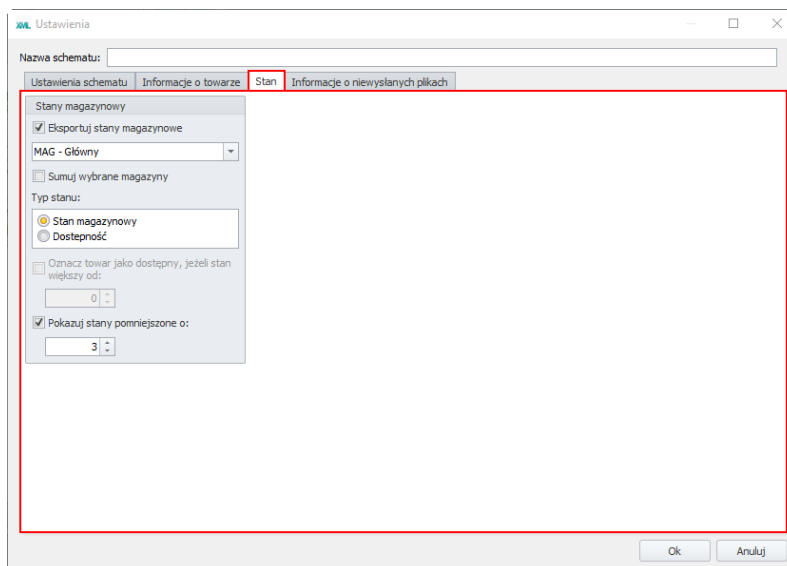 XML Ustawienia
Nazwa schematu:
Ustawienia schematu Informacje o towarze Stan Informacje o niewysłanych plikach
Stany magazynowy
Eksportuj stany magazynowe
MAG - Główny
Sumuj wybrane magazyny
Typ stanu:
Stan magazynowy
Dostepność
Oznacz towar jako dostępny, jeżeli stan
większy od:
0
Pokazuj stany pomniejszone o:
3
Ok Anuluj